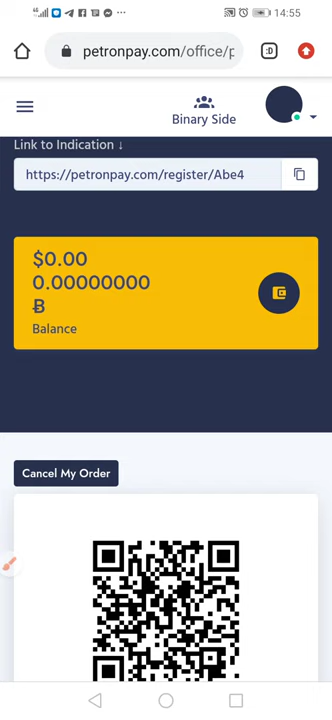 14:55
petronpay.com/office/p
:D
Binary Side
Link to Indication ↓
https://petronpay.com/register/Abe4
$0.00
0.00000000
Ƀ
Balance
Cancel My Order